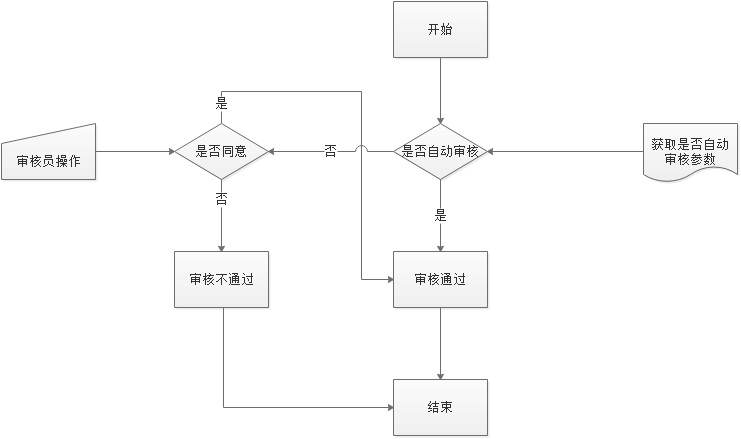 开始
是
审核员操作
是否同意
否
是否自动审核
获取是否自动
审核参数
否
是
审核不通过
审核通过
结束